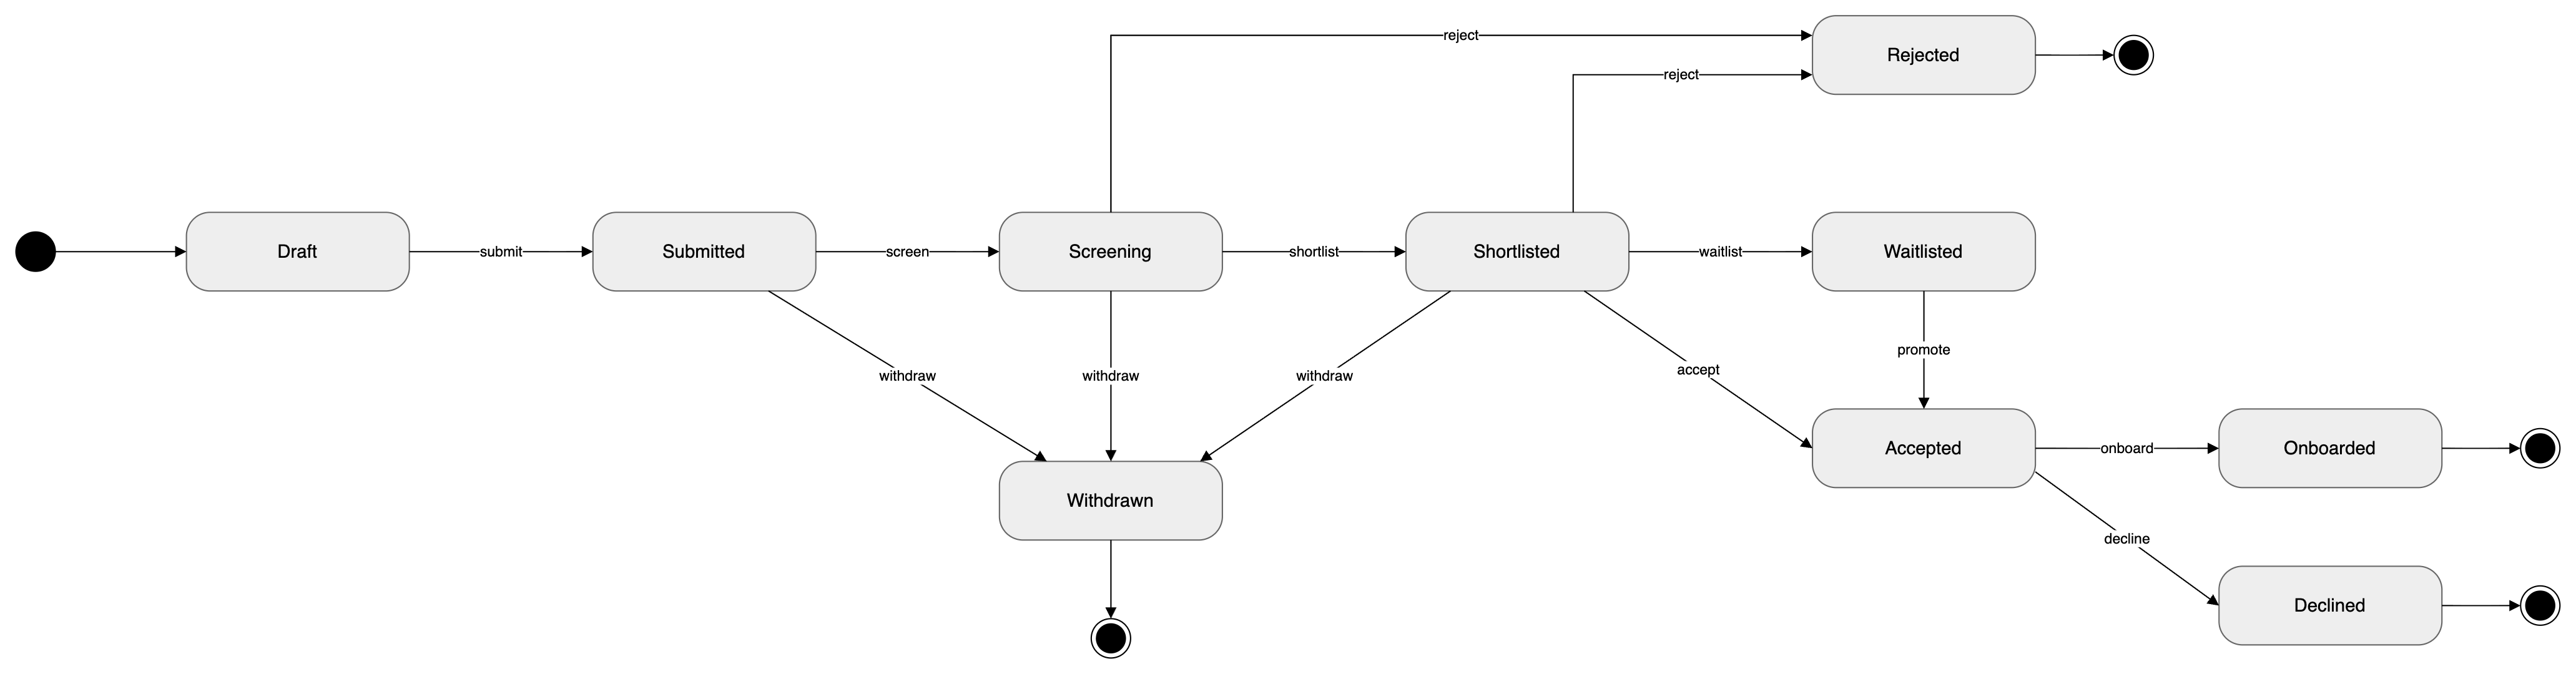 reject
Rejected
reject
Draft
submit
Submitted
screen
Screening
shortlist
Shortlisted
waitlist
Waitlisted
promote
withdraw
withdraw
withdraw
accept
Accepted
onboard
Onboarded
Withdrawn
decline
Declined